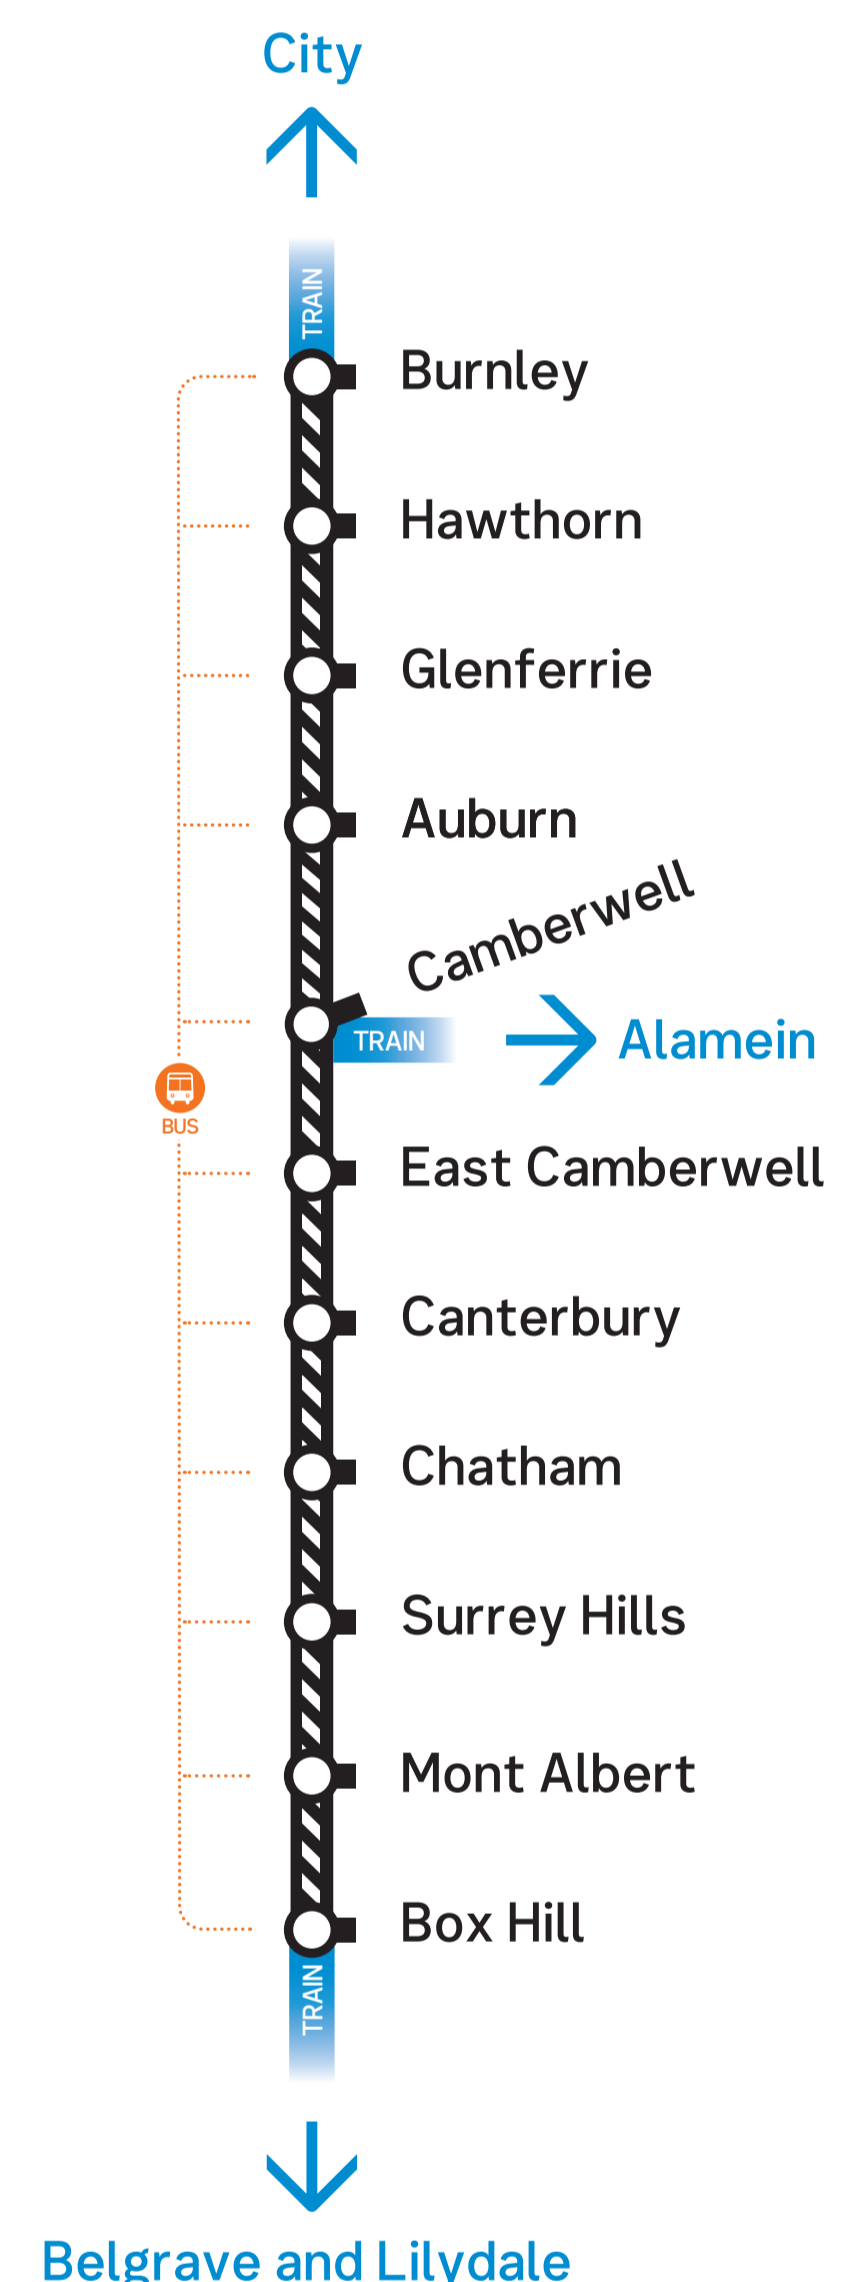 City
TRAIN
Burnley
Hawthorn
Glenferrie
Auburn
Camberwell
TRAIN
Alamein
BUS
East Camberwell
Canterbury
Chatham
Surrey Hills
Mont Albert
Box Hill
TRAIN
Belgrave and Lilydale